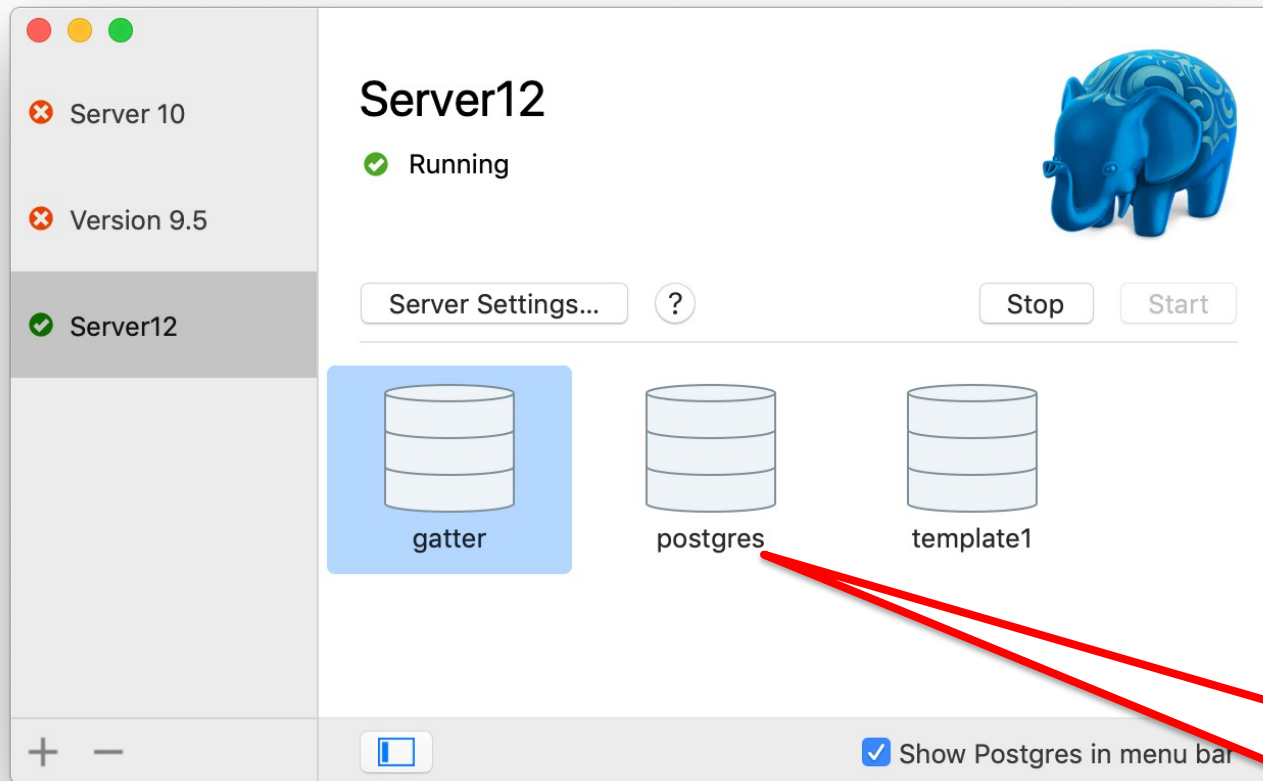 Server 10
Version 9.5
Server12
Server12
Running
Server Settings...
?
Stop
Start
gatter
postgres
template1
Show Postgres in menu bar